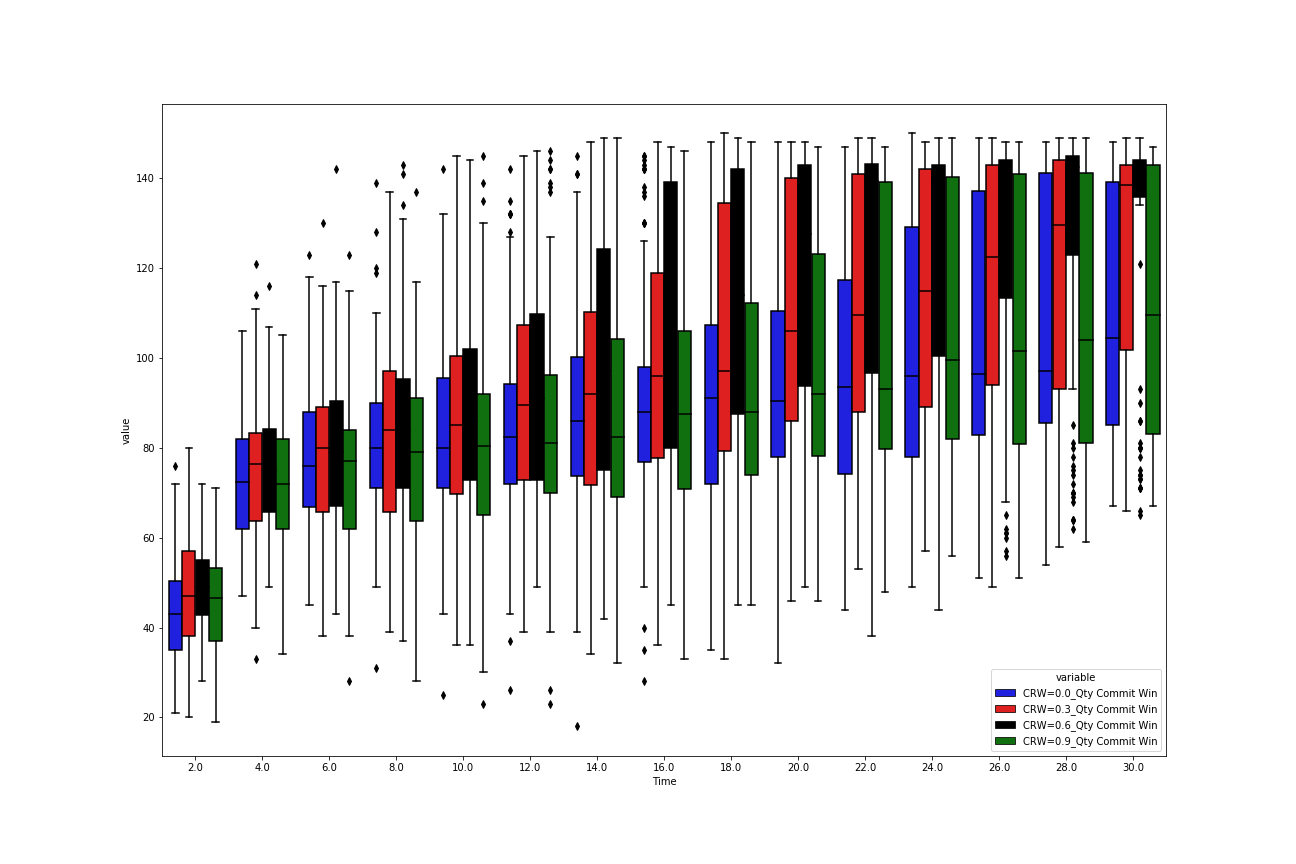 140
120
100
80
60
40
20
value
2.0 4.0 6.0 8.0 10.0 12.0 14.0 16.0 18.0 20.0 22.0 24.0 26.0 28.0 30.0
Time
variable
CRW=0.0_Qty Commit Win
CRW=0.3_Qty Commit Win
CRW=0.6_Qty Commit Win
CRW=0.9_Qty Commit Win